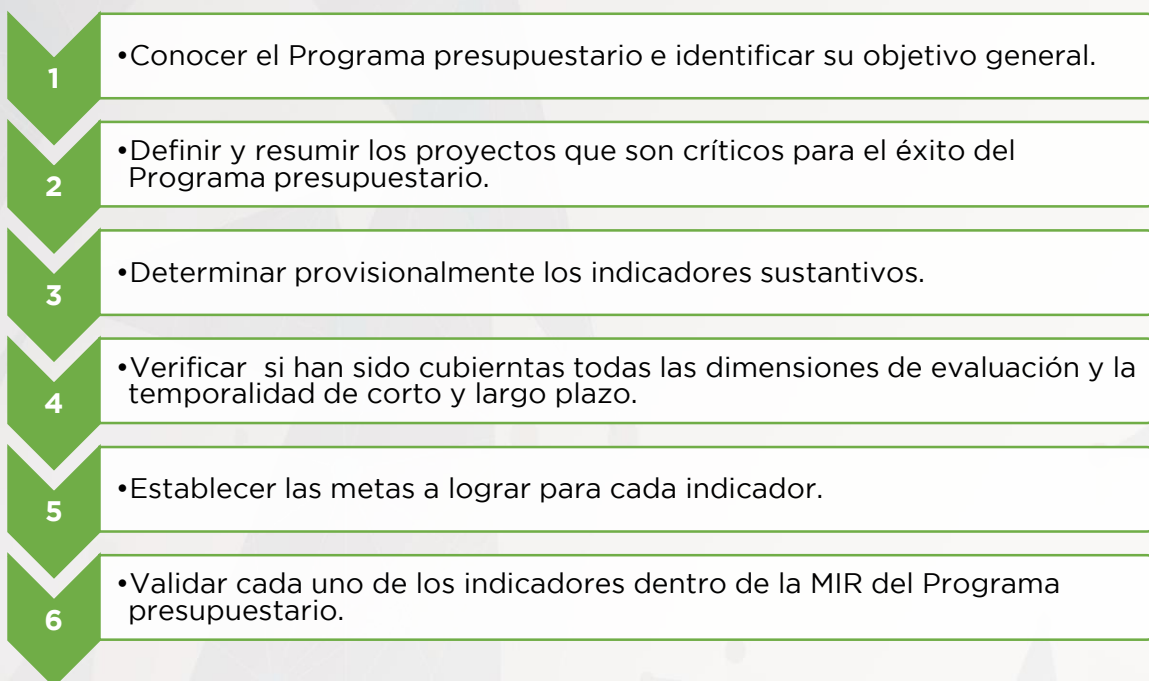 1
•Conocer el Programa presupuestario e identificar su objetivo general.
2
•Definir y resumir los proyectos que son críticos para el éxito del
Programa presupuestario.
3
•Determinar provisionalmente los indicadores sustantivos.
4
•Verificar si han sido cubierntas todas las dimensiones de evaluación y la
temporalidad de corto y largo plazo.
5
•Establecer las metas a lograr para cada indicador.
6
•Validar cada uno de los indicadores dentro de la MIR del Programa
presupuestario.